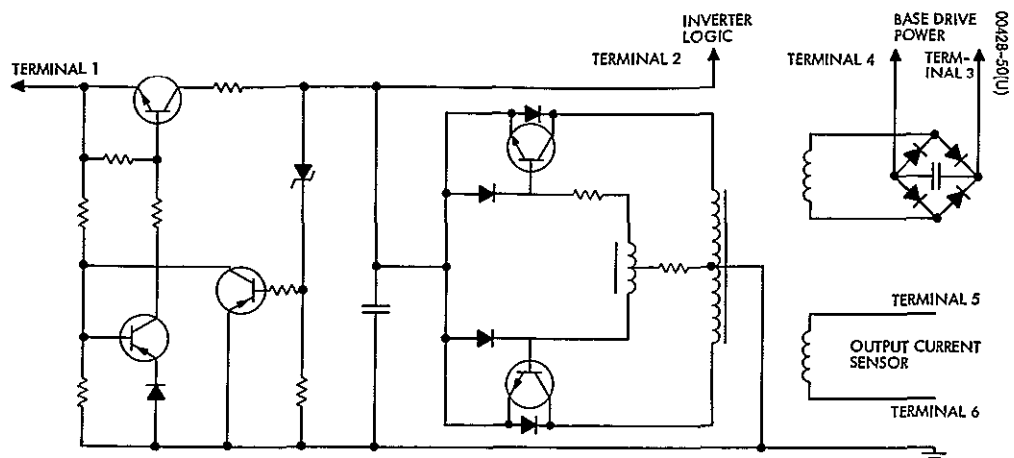 TERMINAL 1
INVERTER
LOGIC
TERMINAL 2
BASE DRIVE
POWER
TERMINAL 4
TERM-
INAL 3
00428-50(U)
TERMINAL 5
OUTPUT CURRENT
SENSOR
TERMINAL 6